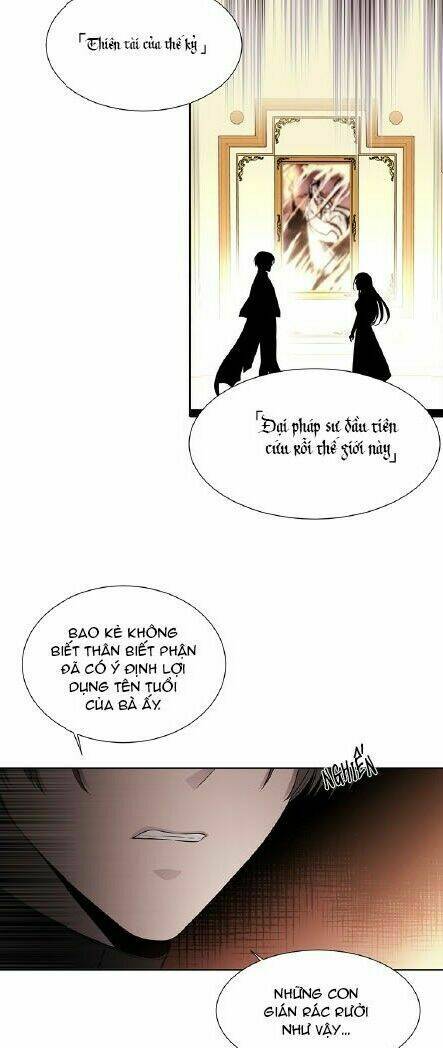 「Thiên tài của thế kỷ」
「Đại pháp sư đầu tiên
cứu rỗi thế giới này」
BAO KẺ KHÔNG
BIẾT THÂN BIẾT PHẬN
ĐÃ CÓ Ý ĐỊNH LỢI
DỤNG TÊN TUỔI
CỦA BÀ ẤY.
NGHIẾN
NHỮNG CON
GIÁN RÁC RƯỞI
NHƯ VẬY...